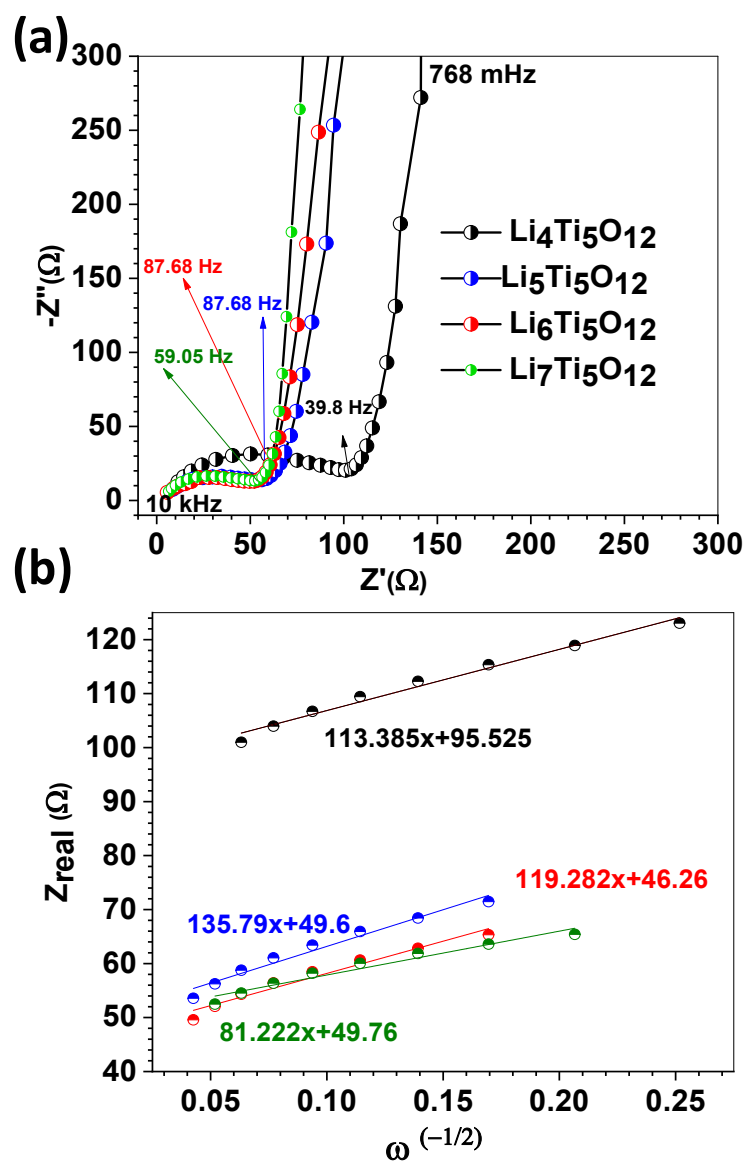 (a)
300
250
200
150
100
50
0
-Z''(Ω)
768 mHz
87.68 Hz
87.68 Hz
59.05 Hz
39.8 Hz
10 kHz
Li4Ti5O12
Li5Ti5O12
Li6Ti5O12
Li7Ti5O12
0 50 100 150 200 250 300
Z'(Ω)
(b)
120
110
100
90
80
70
60
50
40
Zreal (Ω)
113.385x+95.525
119.282x+46.26
135.79x+49.6
81.222x+49.76
0.05 0.10 0.15 0.20 0.25
ω (−1/2)